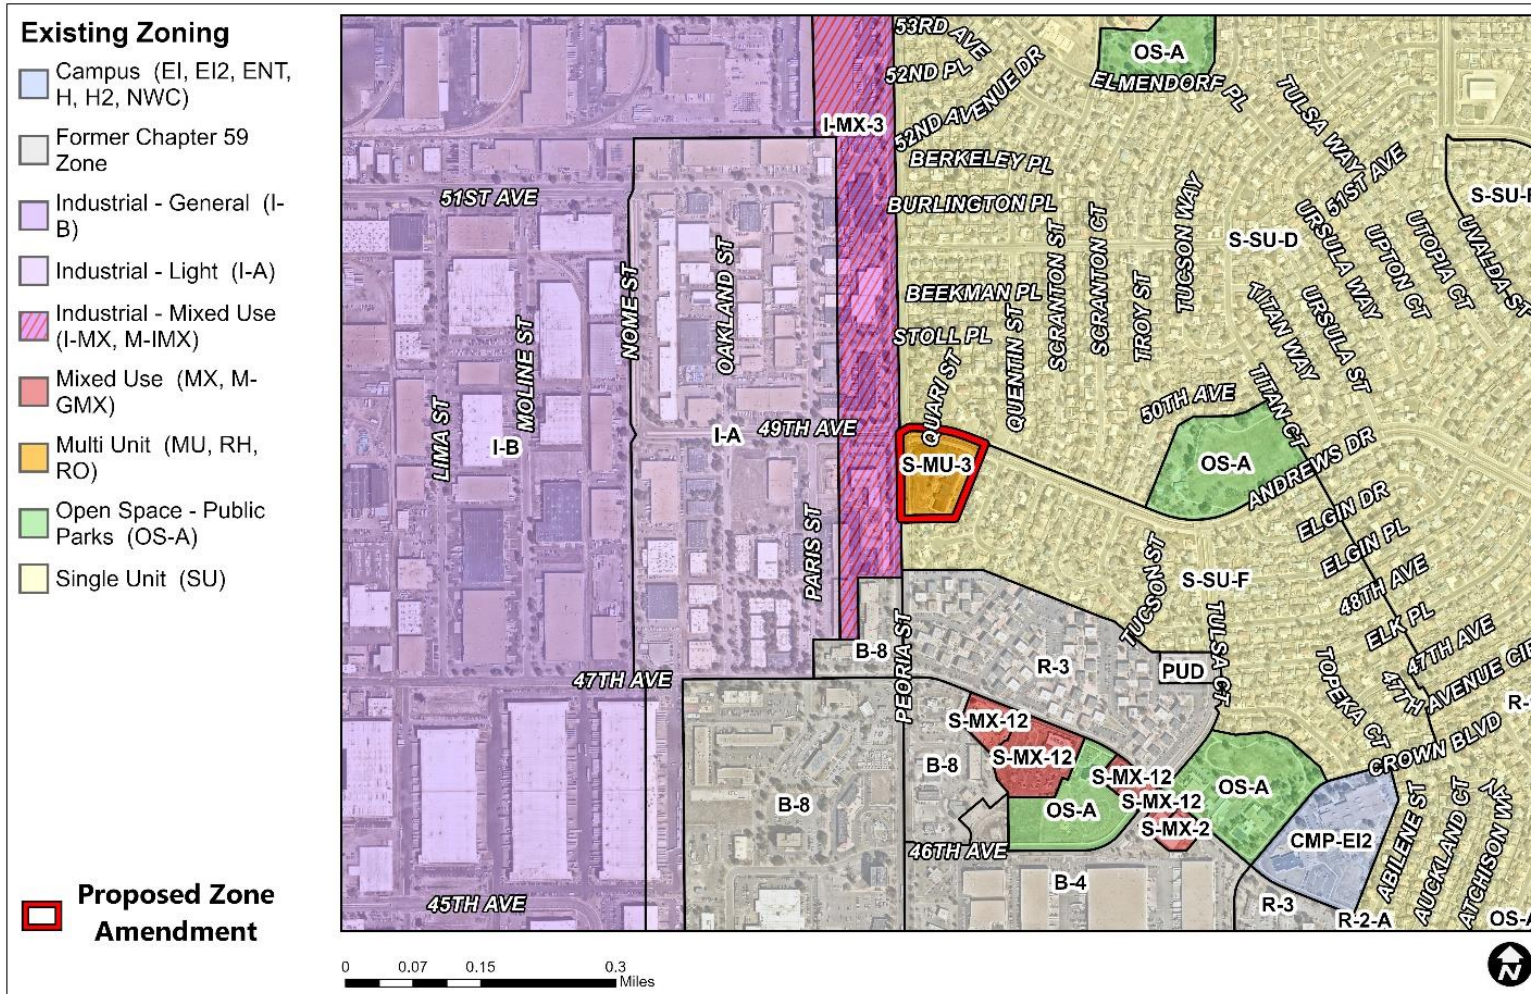 Existing Zoning
Campus (EI, EI2, ENT,
H, H2, NWC)
Former Chapter 59
Zone
Industrial - General (I-
B)
Industrial - Light (I-A)
Industrial - Mixed Use
(I-MX, M-IMX)
Mixed Use (MX, M-
GMX)
Multi Unit (MU, RH,
RO)
Open Space - Public
Parks (OS-A)
Single Unit (SU)
Proposed Zone
Amendment
53RD AVE
OS-A
52ND PL
52ND AVENUE DR
ELMENDORF PL
TULSA WAY
I-MX-3
BERKELEY PL
51ST AVE
51ST AVE
BURLINGTON PL
S-SU-
SCRANTON ST
SCRANTON CT
TUCSON WAY
S-SU-D
URSULA WAY
UPTON CT
UTOPIA CT
UVALDA ST
NOME ST
OAKLAND ST
BEEKMAN PL
TROY ST
TITAN WAY
URSULA ST
STOLL PL
QUENTIN ST
MOLINE ST
QUARI ST
50TH AVE
TITAN CT
LIMA ST
I-B
I-A
49TH AVE
S-MU-3
OS-A
ANDREWS DR
ELGIN DR
ELGIN PL
PARIS ST
TUCSON ST
S-SU-F
48TH AVE
TULSA CT
ELK PL
PEORIA ST
B-8
R-3
PUD
47TH AVE
47TH AVE
TOPEKA CT
47TH AVENUE CIR
R-
S-MX-12
CROWN BLVD
S-MX-12
B-8
S-MX-12
B-8
OS-A
S-MX-12
OS-A
S-MX-2
46TH AVE
CMP-EI2
ABILENE ST
AUCKLAND CT
ATCHISON WAY
B-4
45TH AVE
R-3
R-2-A
OS-A
0 0.07 0.15 0.3
Miles
N